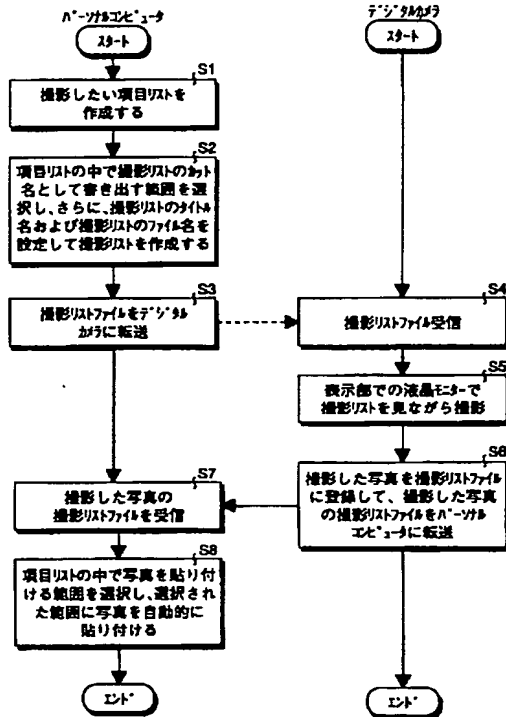 ﾊﾟｰｿﾅﾙｺﾝﾋﾟｭｰﾀ
ｽﾀｰﾄ
S1
撮影したい項目リストを
作成する
S2
項目リストの中で撮影リストのｶｯﾄ
名として書き出す範囲を選
択し、さらに、撮影リストのﾀｲﾄﾙ
名および撮影リストのﾌｧｲﾙ名を
設定して撮影リストを作成する
S3
撮影ﾘｽﾄﾌｧｲﾙをﾃﾞｼﾞﾀﾙ
ｶﾒﾗに転送
S7
撮影した写真の
撮影ﾘｽﾄﾌｧｲﾙを受信
S8
項目リストの中で写真を貼り付
ける範囲を選択し、選択され
た範囲に写真を自動的に
貼り付ける
ｴﾝﾄﾞ
ﾃﾞｼﾞﾀﾙｶﾒﾗ
ｽﾀｰﾄ
S4
撮影ﾘｽﾄﾌｧｲﾙ受信
S5
表示部での液晶ﾓﾆﾀｰで
撮影リストを見ながら撮影
S6
撮影した写真を撮影ﾘｽﾄﾌｧｲﾙ
に登録して、撮影した写真
の撮影ﾘｽﾄﾌｧｲﾙをﾊﾟｰｿﾅﾙ
ｺﾝﾋﾟｭｰﾀに転送
ｴﾝﾄﾞ